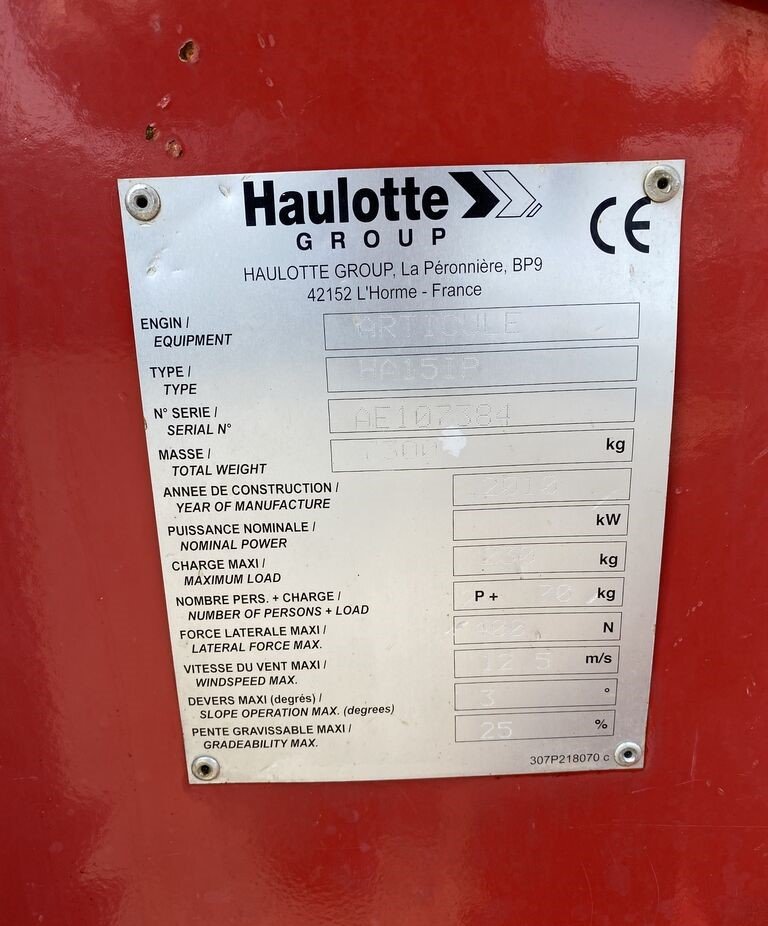 Haulotte
GROUP
CE
HAULOTTE GROUP, La Péronnière, BP9
42152 L'Horme - France
ENGIN /
EQUIPMENT
ARTICULE
TYPE /
TYPE
HA15IP
N° SERIE /
SERIAL N°
AE107384
MASSE /
TOTAL WEIGHT
kg
ANNEE DE CONSTRUCTION /
YEAR OF MANUFACTURE
2010
PUISSANCE NOMINALE /
NOMINAL POWER
kW
CHARGE MAXI /
MAXIMUM LOAD
kg
NOMBRE PERS. + CHARGE /
NUMBER OF PERSONS + LOAD
P + 70 kg
FORCE LATERALE MAXI /
LATERAL FORCE MAX.
400 N
VITESSE DU VENT MAXI /
WINDSPEED MAX.
12 5 m/s
DEVERS MAXI (degrés) /
SLOPE OPERATION MAX. (degrees)
3 °
PENTE GRAVISSABLE MAXI /
GRADEABILITY MAX.
25 %
307P218070 c